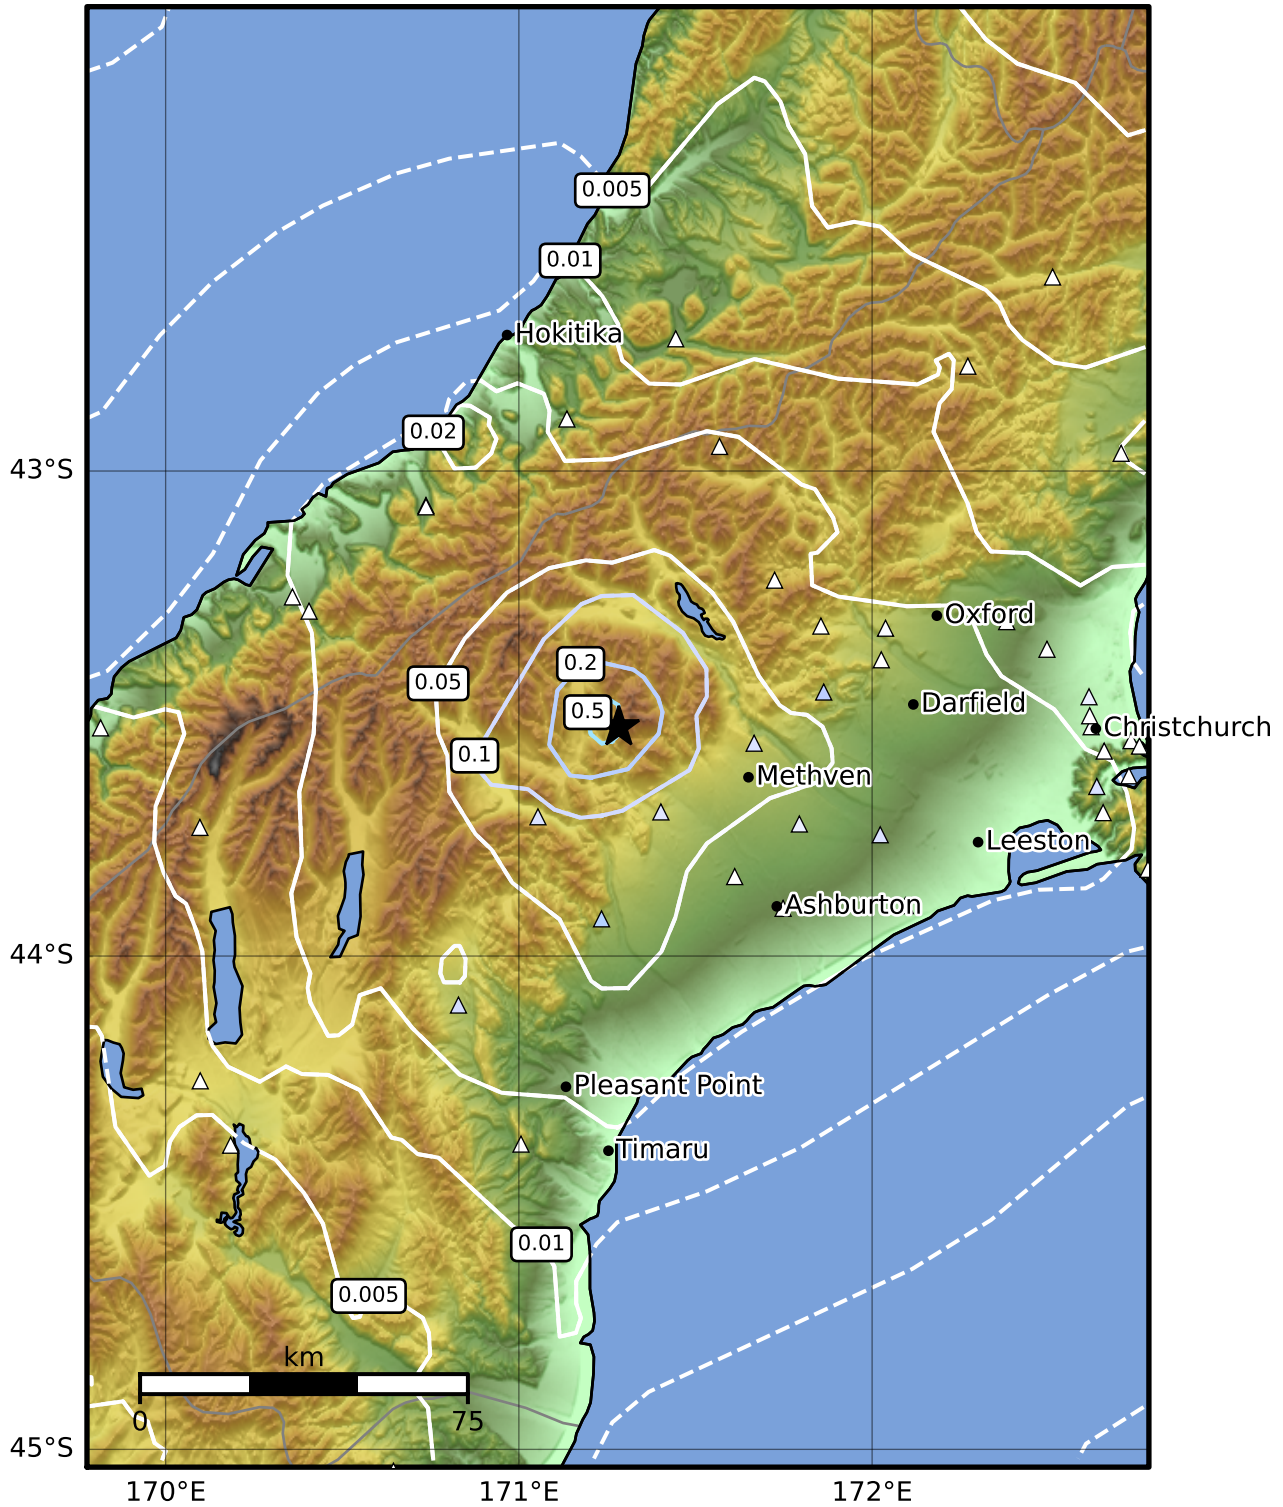 0.005
0.01
Hokitika
0.02
43°S
Oxford
0.2
0.05
0.5
Darfield
Christchurch
0.1
Methven
Leeston
Ashburton
44°S
Pleasant Point
Timaru
0.01
0.005
km
0 75
45°S
170°E 171°E 172°E